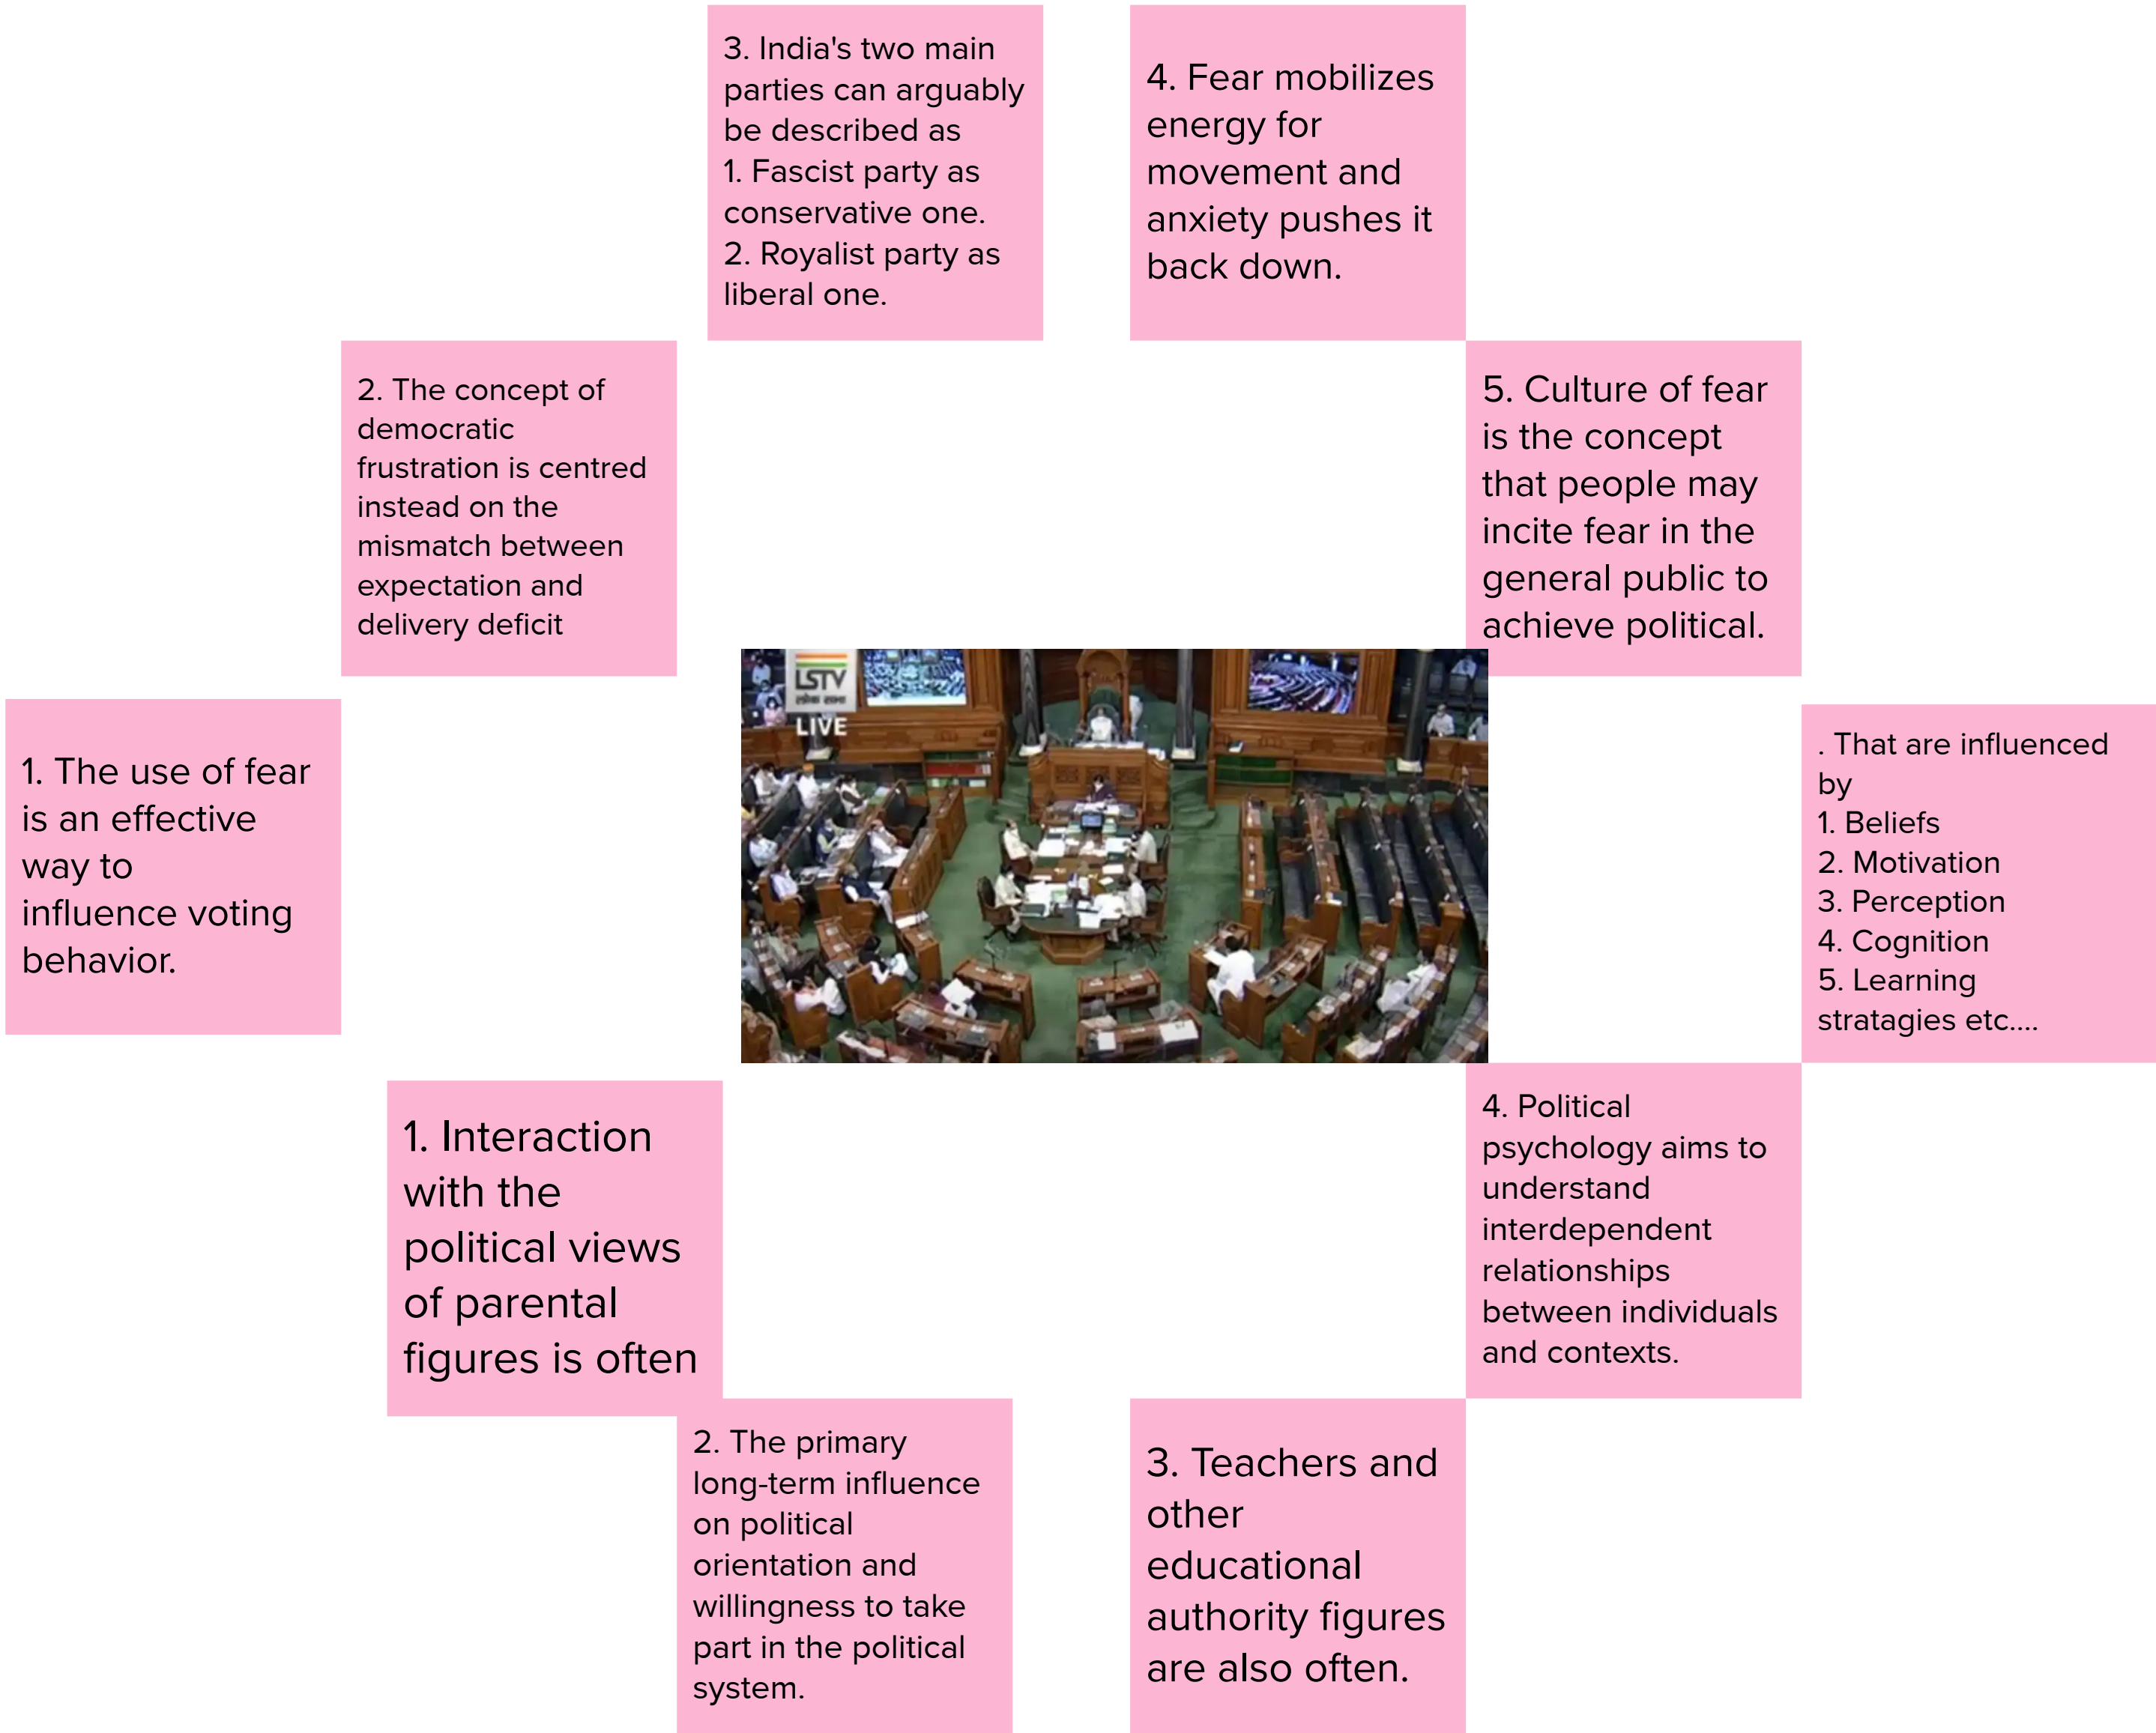 3. India's two main
parties can arguably
be described as
1. Fascist party as
conservative one.
2. Royalist party as
liberal one.
4. Fear mobilizes
energy for
movement and
anxiety pushes it
back down.
2. The concept of
democratic
frustration is centred
instead on the
mismatch between
expectation and
delivery deficit
5. Culture of fear
is the concept
that people may
incite fear in the
general public to
achieve political.
1. The use of fear
is an effective
way to
influence voting
behavior.
LSTV
लोक सभा
LIVE
. That are influenced
by
1. Beliefs
2. Motivation
3. Perception
4. Cognition
5. Learning
stratagies etc....
1. Interaction
with the
political views
of parental
figures is often
4. Political
psychology aims to
understand
interdependent
relationships
between individuals
and contexts.
2. The primary
long-term influence
on political
orientation and
willingness to take
part in the political
system.
3. Teachers and
other
educational
authority figures
are also often.